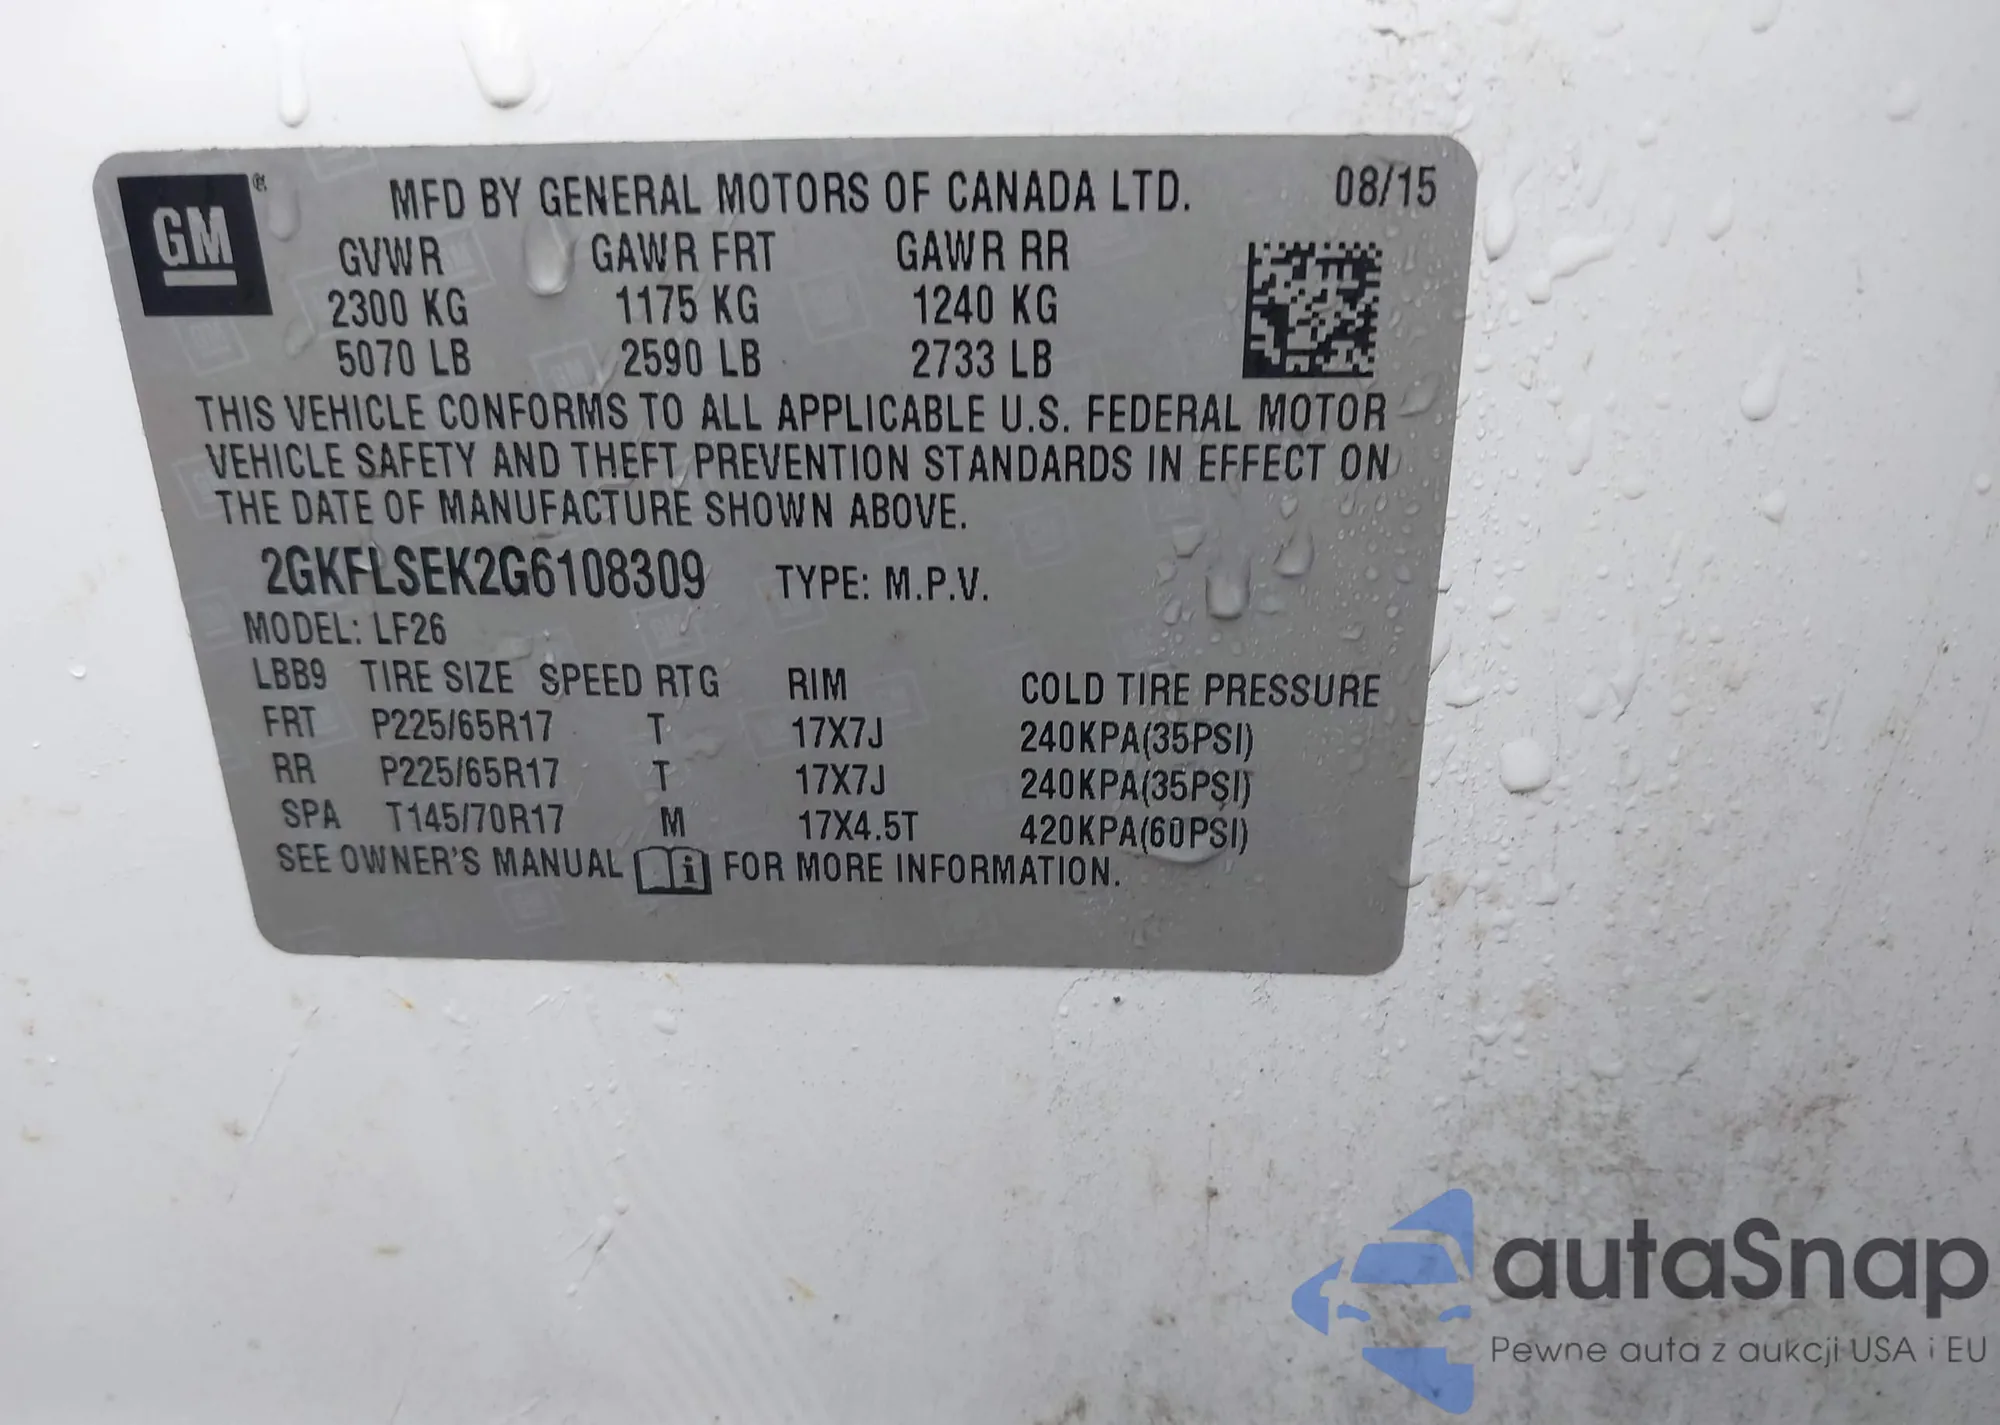 GM
MFD BY GENERAL MOTORS OF CANADA LTD. 08/15
GVWR GAWR FRT GAWR RR
2300 KG 1175 KG 1240 KG
5070 LB 2590 LB 2733 LB
THIS VEHICLE CONFORMS TO ALL APPLICABLE U.S. FEDERAL MOTOR
VEHICLE SAFETY AND THEFT PREVENTION STANDARDS IN EFFECT ON
THE DATE OF MANUFACTURE SHOWN ABOVE.
2GKFLSEK2G6108309 TYPE: M.P.V.
MODEL: LF26
LBB9 TIRE SIZE SPEED RTG RIM COLD TIRE PRESSURE
FRT P225/65R17 T 17X7J 240KPA(35PSI)
RR P225/65R17 T 17X7J 240KPA(35PSI)
SPA T145/70R17 M 17X4.5T 420KPA(60PSI)
SEE OWNER'S MANUAL i FOR MORE INFORMATION.
autaSnap
Pewne auta z aukcji USA i EU